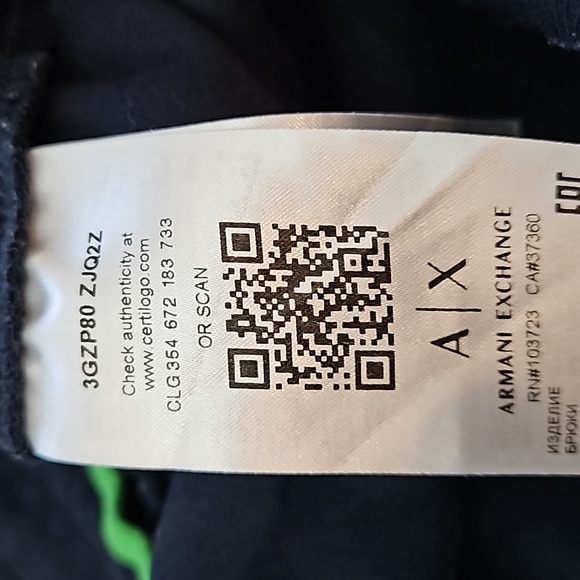 3GZP80 ZJQ2Z
Check authenticity at
www.certilogo.com
CLG 354 672 183 733
OR SCAN
A|X
ARMANI EXCHANGE
RN#103723 CA#37360
ИЗДЕЛИЕ
БРЮКИ
EAC